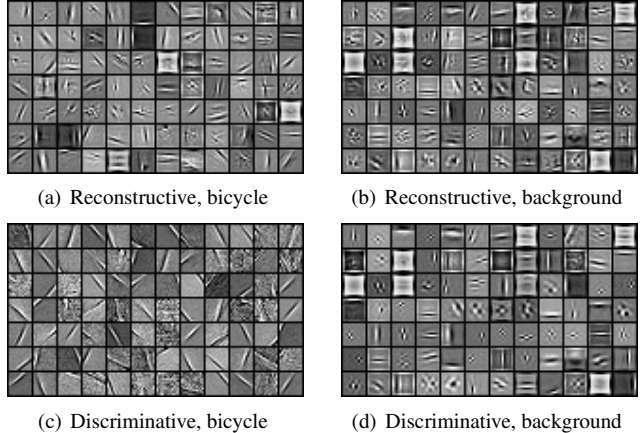 (a) Reconstructive, bicycle
(b) Reconstructive, background
(c) Discriminative, bicycle
(d) Discriminative, background